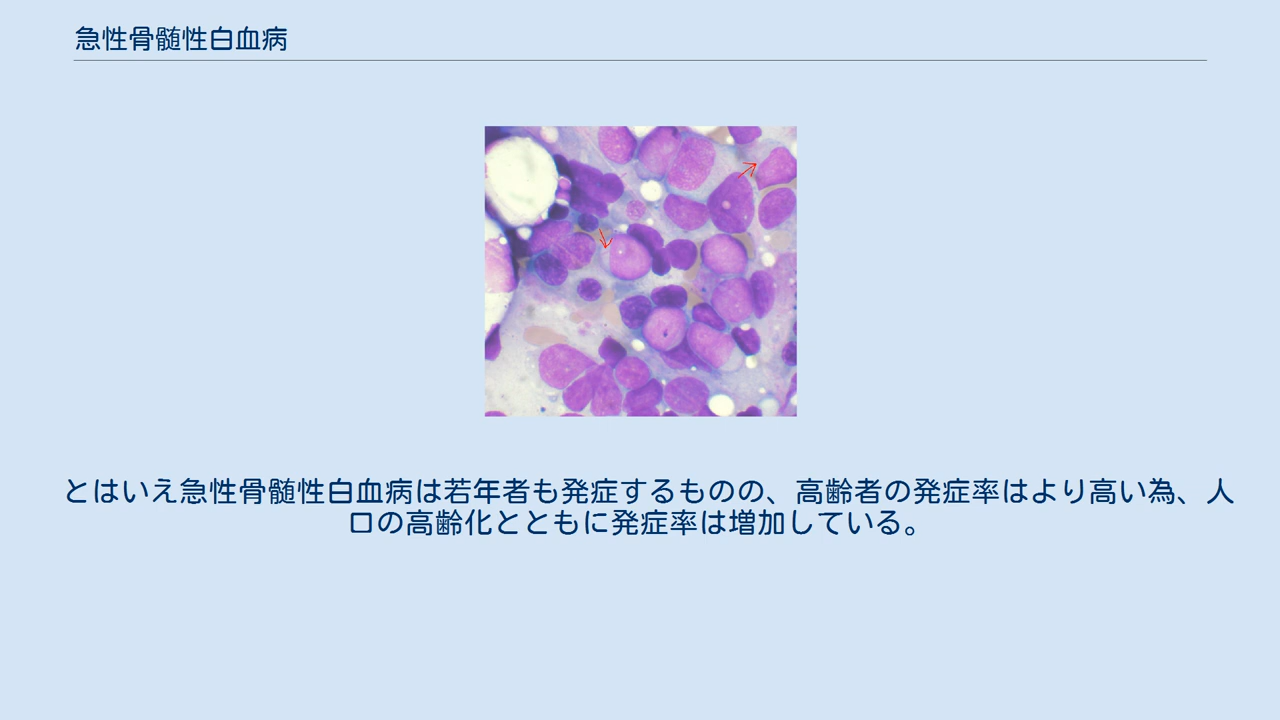 急性骨髄性白血病
とはいえ急性骨髄性白血病は若年者も発症するものの、高齢者の発症率はより高い為、人
口の高齢化とともに発症率は増加している。